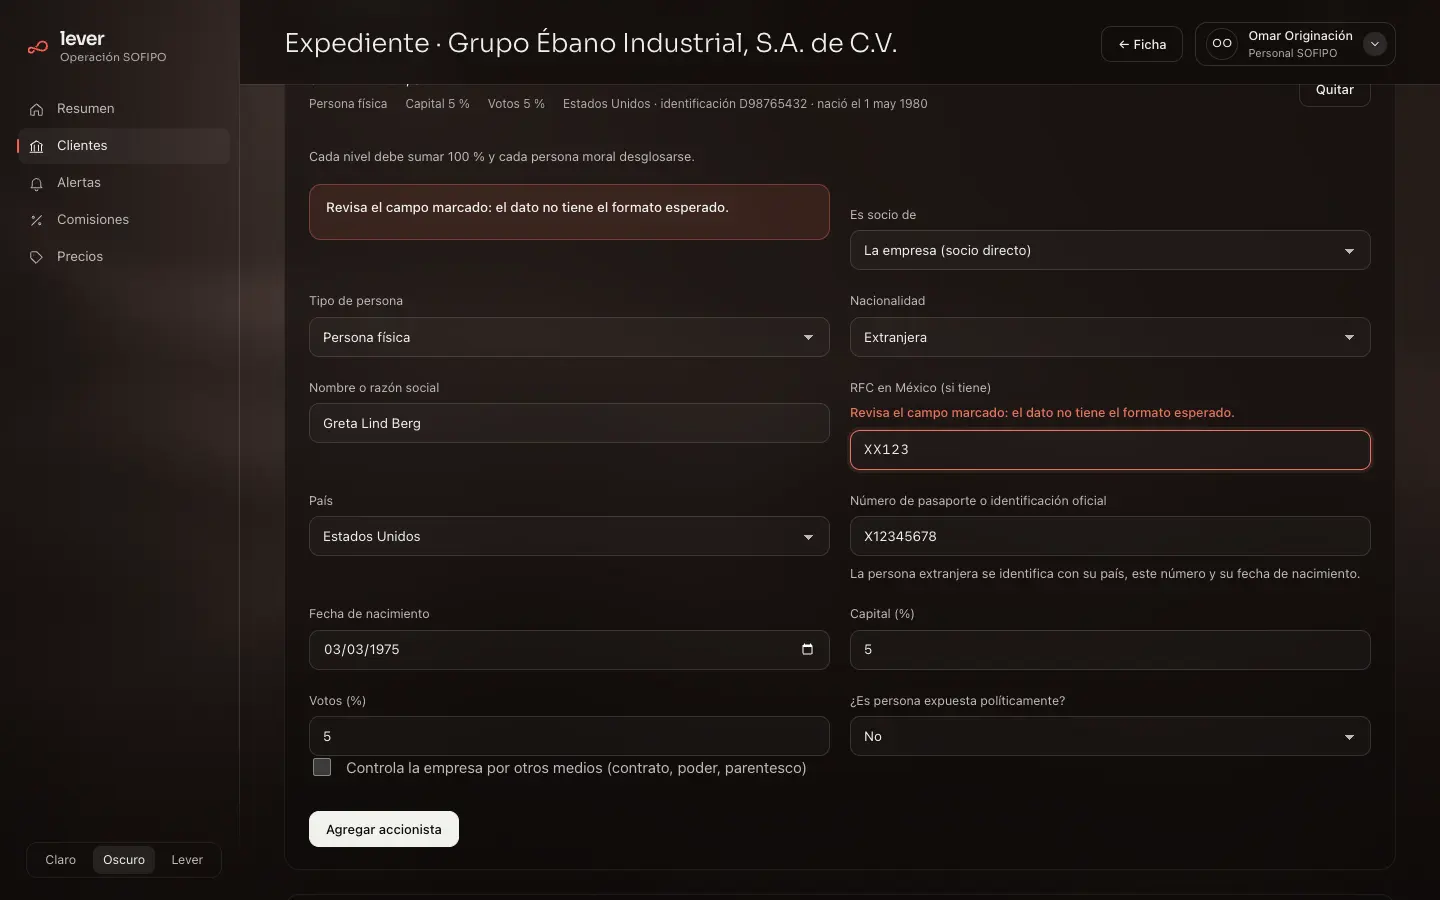 lever
Operación SOFIPO
Resumen
Clientes
Alertas
Comisiones
Precios
Claro Oscuro Lever
Expediente · Grupo Ébano Industrial, S.A. de C.V.
← Ficha
OO
Omar Originación
Personal SOFIPO
Persona física Capital 5 % Votos 5 % Estados Unidos · identificación D98765432 · nació el 1 may 1980
Quitar
Cada nivel debe sumar 100 % y cada persona moral desglosarse.
Revisa el campo marcado: el dato no tiene el formato esperado.
Es socio de
La empresa (socio directo)
Tipo de persona
Persona física
Nacionalidad
Extranjera
Nombre o razón social
Greta Lind Berg
RFC en México (si tiene)
Revisa el campo marcado: el dato no tiene el formato esperado.
XX123
País
Estados Unidos
Número de pasaporte o identificación oficial
X12345678
La persona extranjera se identifica con su país, este número y su fecha de nacimiento.
Fecha de nacimiento
03/03/1975
Capital (%)
5
Votos (%)
5
¿Es persona expuesta políticamente?
No
Controla la empresa por otros medios (contrato, poder, parentesco)
Agregar accionista